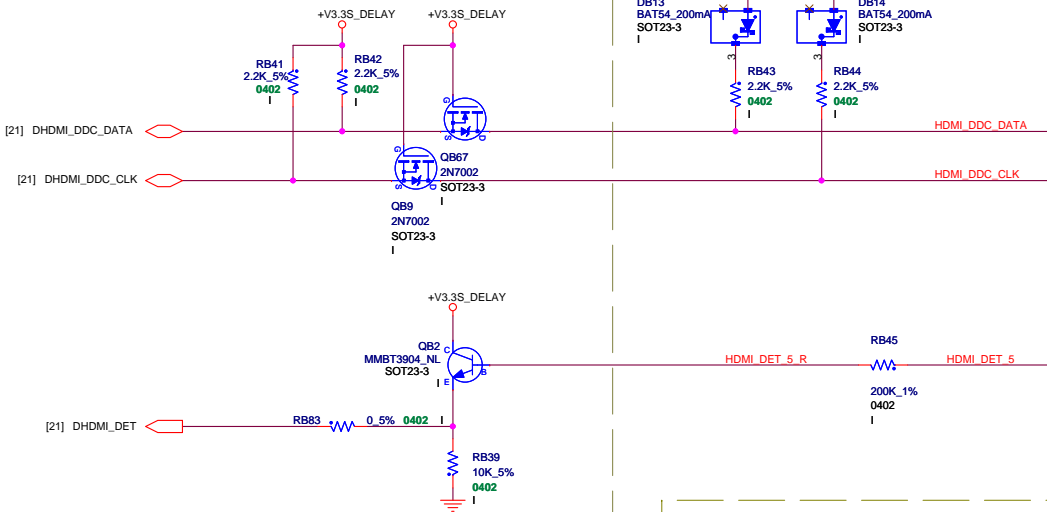 +V3.3S_DELAY
+V3.3S_DELAY
DB13
BAT54_200mA
SOT23-3
DB14
BAT54_200mA
SOT23-3
3
3
RB41
2.2K_5%
0402
RB42
2.2K_5%
0402
RB43
2.2K_5%
0402
RB44
2.2K_5%
0402
G
S
D
[21] DHDMI_DDC_DATA
HDMI_DDC_DATA
G
S
D
QB67
2N7002
SOT23-3
[21] DHDMI_DDC_CLK
HDMI_DDC_CLK
QB9
2N7002
SOT23-3
+V3.3S_DELAY
QB2
MMBT3904_NL
SOT23-3
C
B
E
HDMI_DET_5_R
RB45
200K_1%
0402
HDMI_DET_5
[21] DHDMI_DET
RB83
0_5%
0402
RB39
10K_5%
0402